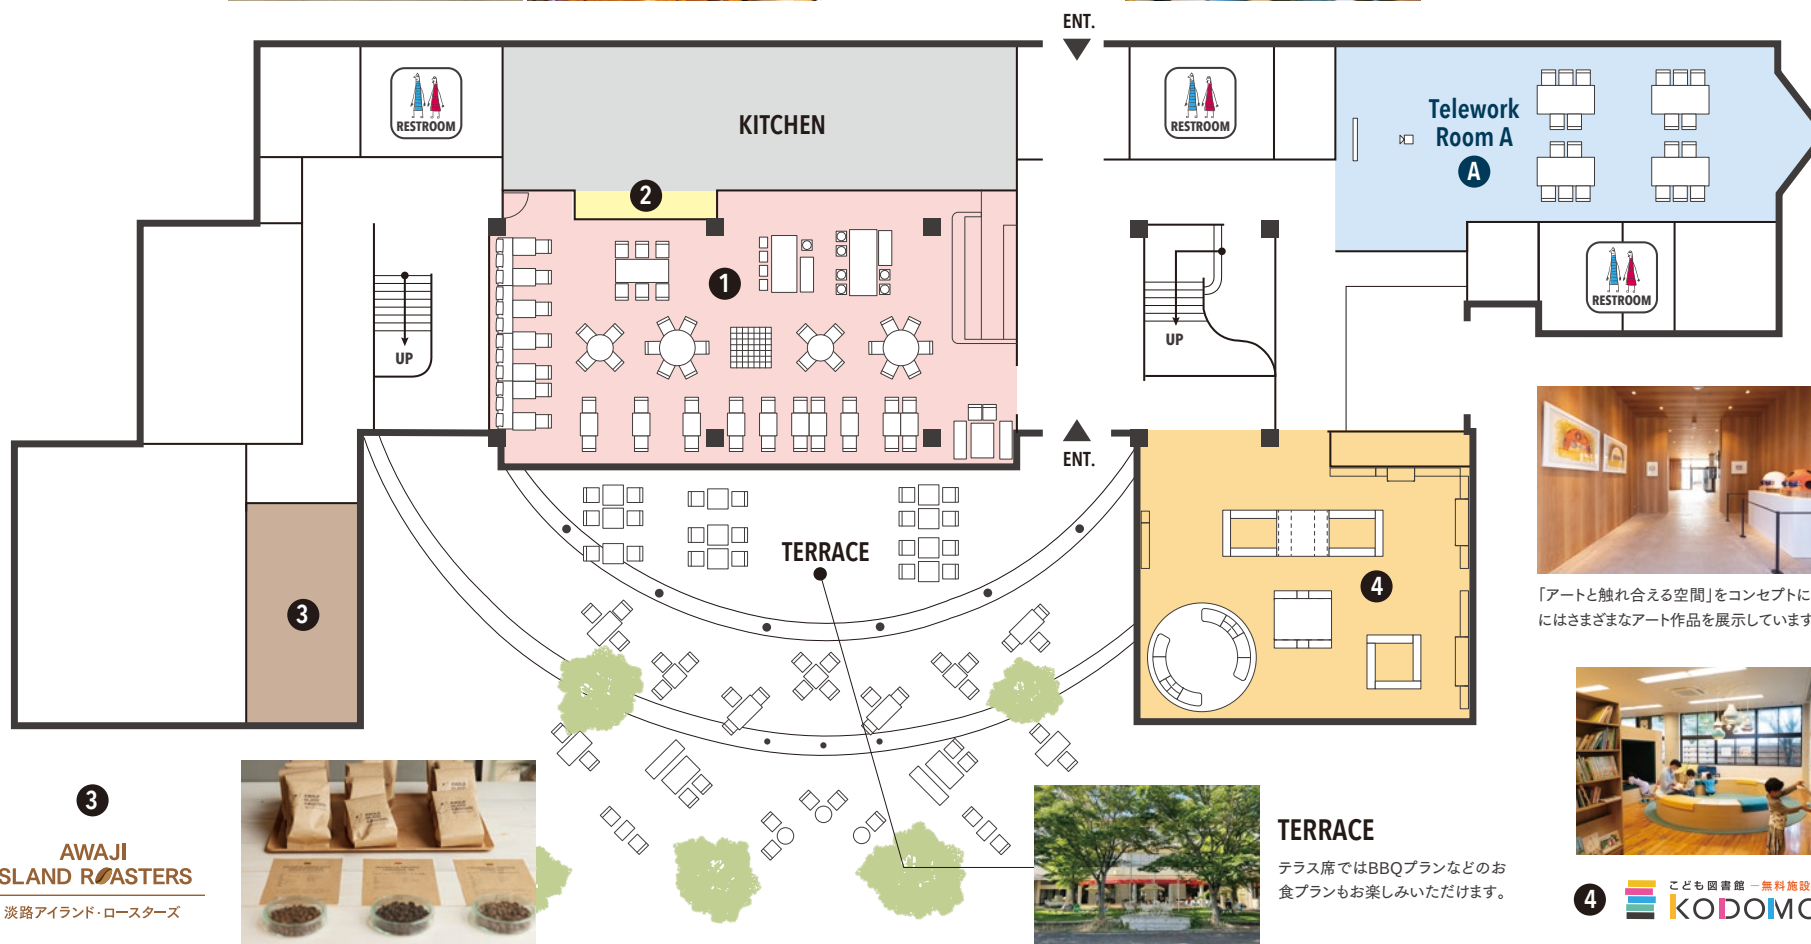 ENT.
RESTROOM
KITCHEN
RESTROOM
Telework
Room A
A
2
1
RESTROOM
UP
UP
ENT.
TERRACE
4
3
「アートと触れ合える空間」をコンセプトに
にはさまざまなアート作品を展示しています
3
AWAJI
SLAND ROASTERS
淡路アイランド・ロースターズ
TERRACE
テラス席ではBBQプランなどのお
食プランもお楽しみいただけます。
4
こども図書館 ー無料施設
KODOMO